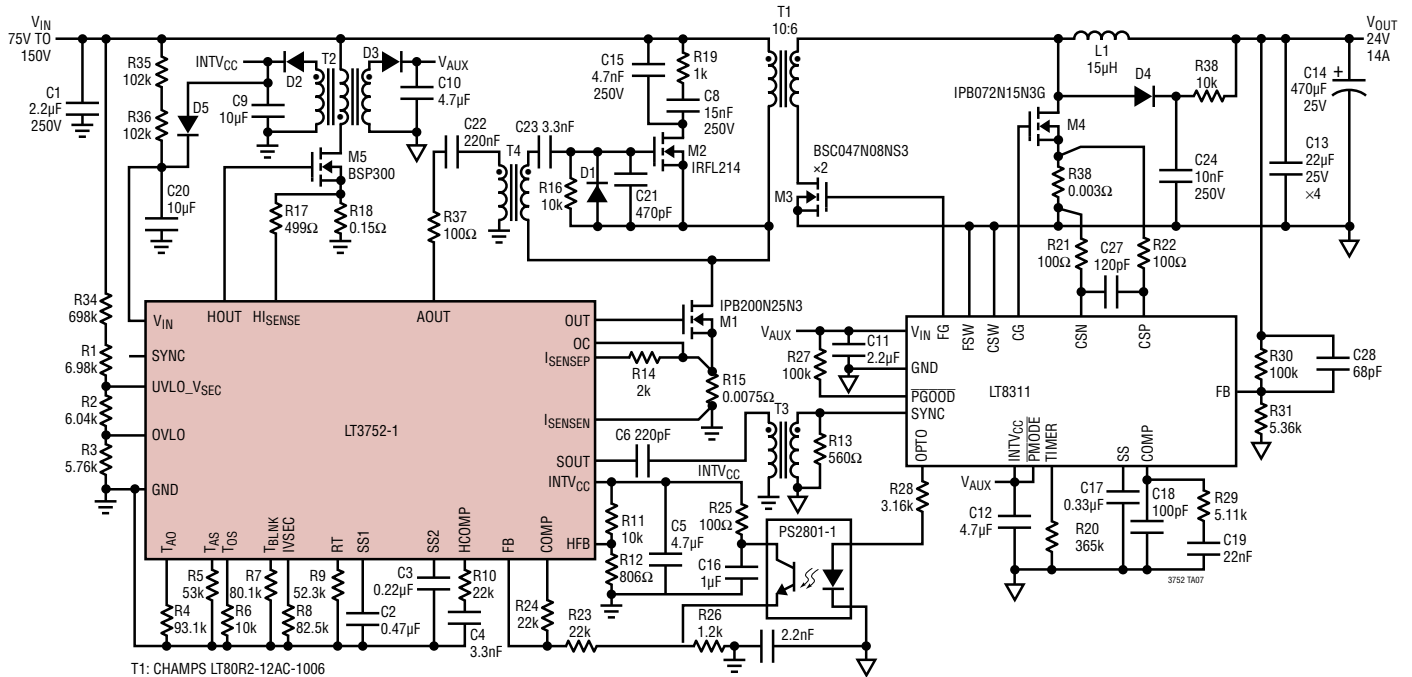 VIN
75V TO
150V
C1
2.2µF
250V
R35
102k
R36
102k
D5
C20
10µF
INTVCC
D2
T2
D3
VAUX
C9
10µF
C10
4.7µF
M5
BSP300
R17
499Ω
R18
0.15Ω
C22
220nF
R37
100Ω
T4
C23 3.3nF
R16
10k
D1
C21
470pF
C15
4.7nF
250V
R19
1k
C8
15nF
250V
M2
IRFL214
T1
10:6
BSC047N08NS3
×2
M3
IPB072N15N3G
M4
L1
15µH
D4
R38
10k
VOUT
24V
14A
+
C14
470µF
25V
C13
22µF
25V
×4
C24
10nF
250V
R38
0.003Ω
R21
100Ω
C27
120pF
R22
100Ω
R34
698k
R1
6.98k
R2
6.04k
R3
5.76k
VIN
HOUT
HISENSE
AOUT
SYNC
UVLO_VSEC
OVLO
GND
LT3752-1
OUT
OC
ISENSEP
ISENSEN
SOUT
INTVCC
HFB
TAO
TAS
TOS
TBLNK
IVSEC
RT
SS1
SS2
HCOMP
FB
COMP
IPB200N25N3
M1
R14
2k
R15
0.0075Ω
C6 220pF
T3
R13
560Ω
INTVCC
R11
10k
R12
806Ω
C5
4.7µF
R25
100Ω
C16
1µF
PS2801-1
VAUX
R27
100k
C11
2.2µF
VIN
FG
FSW
CSW
CG
CSN
CSP
GND
PGOOD
SYNC
LT8311
FB
OPTO
INTVCC
PMODE
TIMER
SS
COMP
R30
100k
C28
68pF
R31
5.36k
R28
3.16k
VAUX
C12
4.7µF
R20
365k
C17
0.33µF
C18
100pF
R29
5.11k
C19
22nF
3752 TA07
R4
93.1k
R5
53k
R6
10k
R7
80.1k
R8
82.5k
R9
52.3k
C2
0.47µF
C3
0.22µF
R10
22k
C4
3.3nF
R24
22k
R23
22k
R26
1.2k
2.2nF
T1: CHAMPS LT80R2-12AC-1006